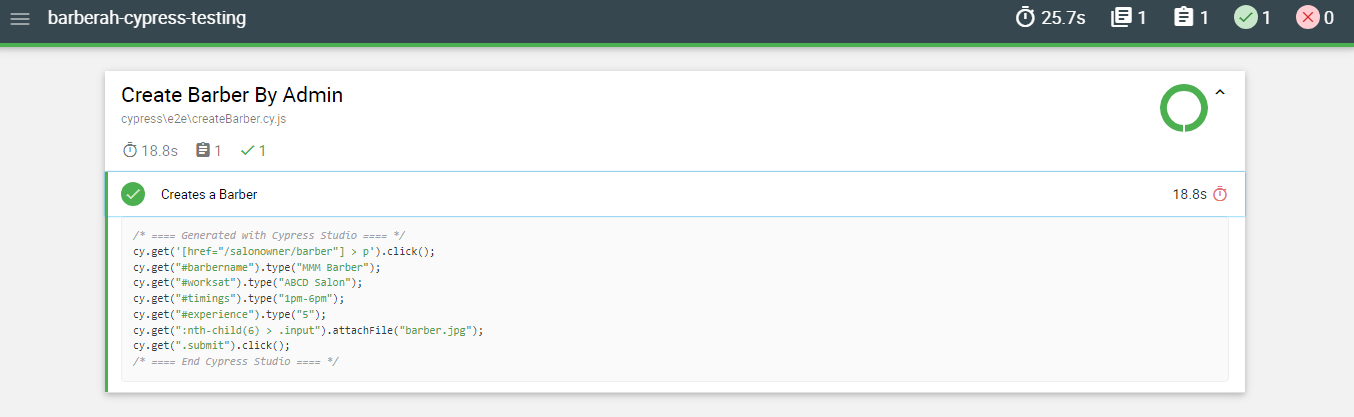 barberah-cypress-testing 25.7s 1 1 1 0
Create Barber By Admin
cypress\e2e\createBarber.cy.js
18.8s 1 1
Creates a Barber 18.8s
/* ==== Generated with Cypress Studio ==== */
cy.get('[href="/salonowner/barber"] > p').click();
cy.get("#barbername").type("MMM Barber");
cy.get("#worksat").type("ABCD Salon");
cy.get("#timings").type("1pm-6pm");
cy.get("#experience").type("5");
cy.get(":nth-child(6) > .input").attachFile("barber.jpg");
cy.get(".submit").click();
/* ==== End Cypress Studio ==== */